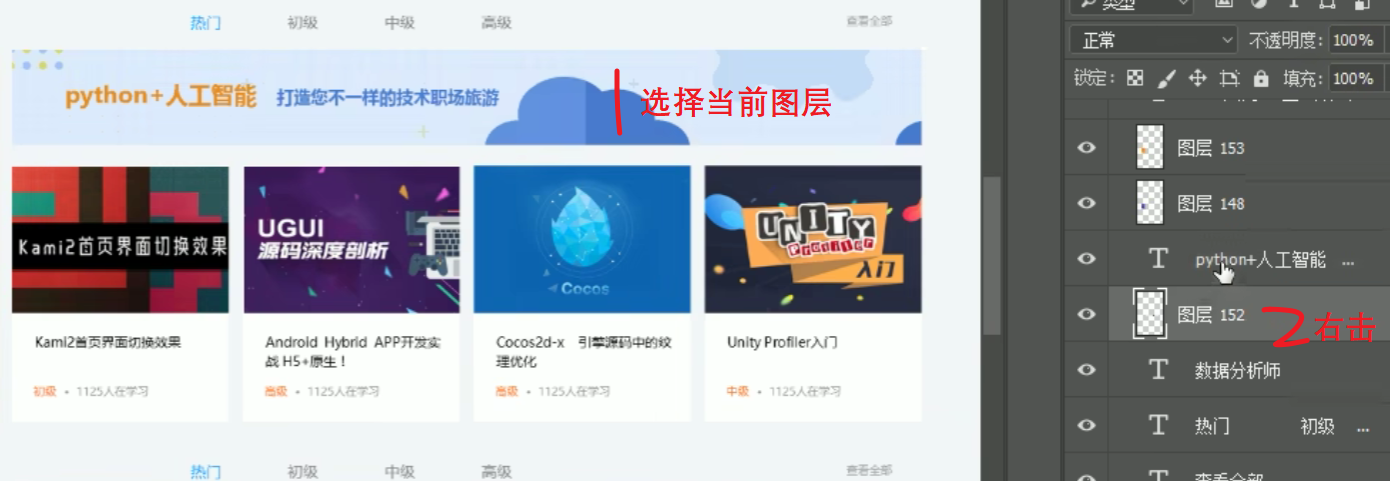 热门 初级 中级 高级 查看全部
python+人工智能 打造您不一样的技术职场旅游
选择当前图层
Kami2首页界面切换效果
UGUI
源码深度剖析
Cocos
UNITY
Profiler
入门
Kami2首页界面切换效果
初级 • 1125人在学习
Android Hybrid APP开发实
战 H5+原生！
高级 • 1125人在学习
Cocos2d-x 引擎源码中的纹
理优化
高级 • 1125人在学习
Unity Profiler入门
中级 • 1125人在学习
热门 初级 中级 高级 查看全部
类型
正常 不透明度: 100%
锁定: 填充: 100%
图层 153
图层 148
T python+人工智能 ...
图层 152
2右击
T 数据分析师
T 热门 初级 ...
T 查看全部